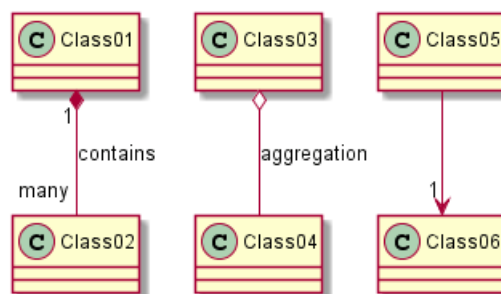 C Class01 C Class03 C Class05
1
contains aggregation
many 1
C Class02 C Class04 C Class06